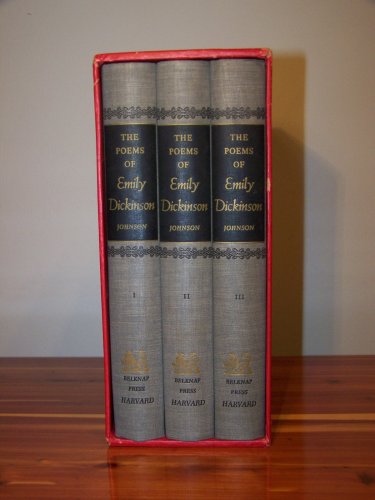 THE
POEMS
OF
Emily
Dickinson
JOHNSON
I
BELKNAP
PRESS
HARVARD
THE
POEMS
OF
Emily
Dickinson
JOHNSON
II
BELKNAP
PRESS
HARVARD
THE
POEMS
OF
Emily
Dickinson
JOHNSON
III
BELKNAP
PRESS
HARVARD